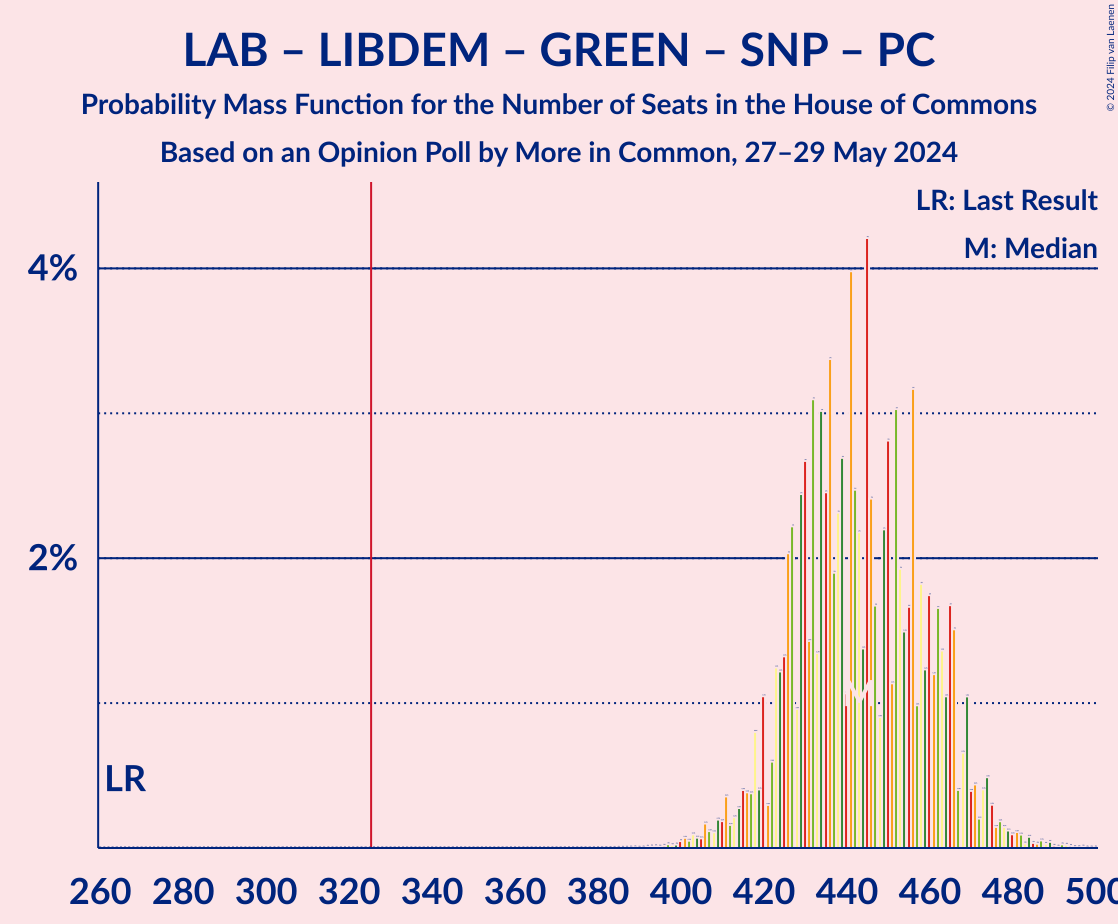 LAB – LIBDEM – GREEN – SNP – PC
Probability Mass Function for the Number of Seats in the House of Commons
Based on an Opinion Poll by More in Common, 27–29 May 2024
© 2024 Filip van Laenen
LR: Last Result
M: Median
4%
2%
LR
M
260 280 300 320 340 360 380 400 420 440 460 480 500